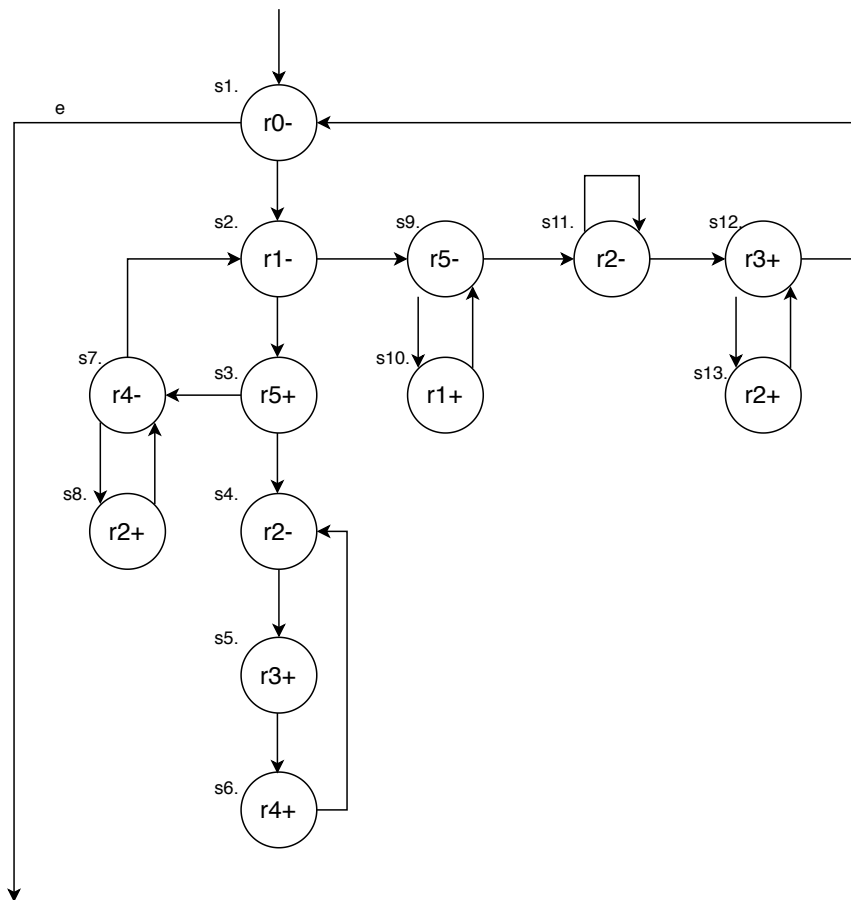 s1.
r0-
e
s2.
r1-
s9.
r5-
s11.
r2-
s12.
r3+
s7.
r4-
s3.
r5+
s10.
r1+
s13.
r2+
s8.
r2+
s4.
r2-
s5.
r3+
s6.
r4+